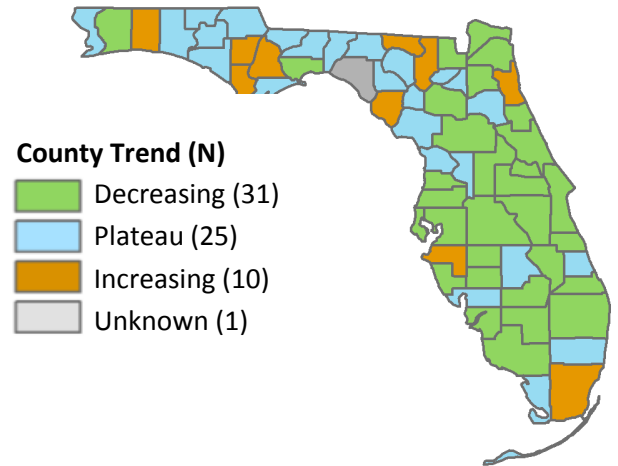 County Trend (N)
Decreasing (31)
Plateau (25)
Increasing (10)
Unknown (1)